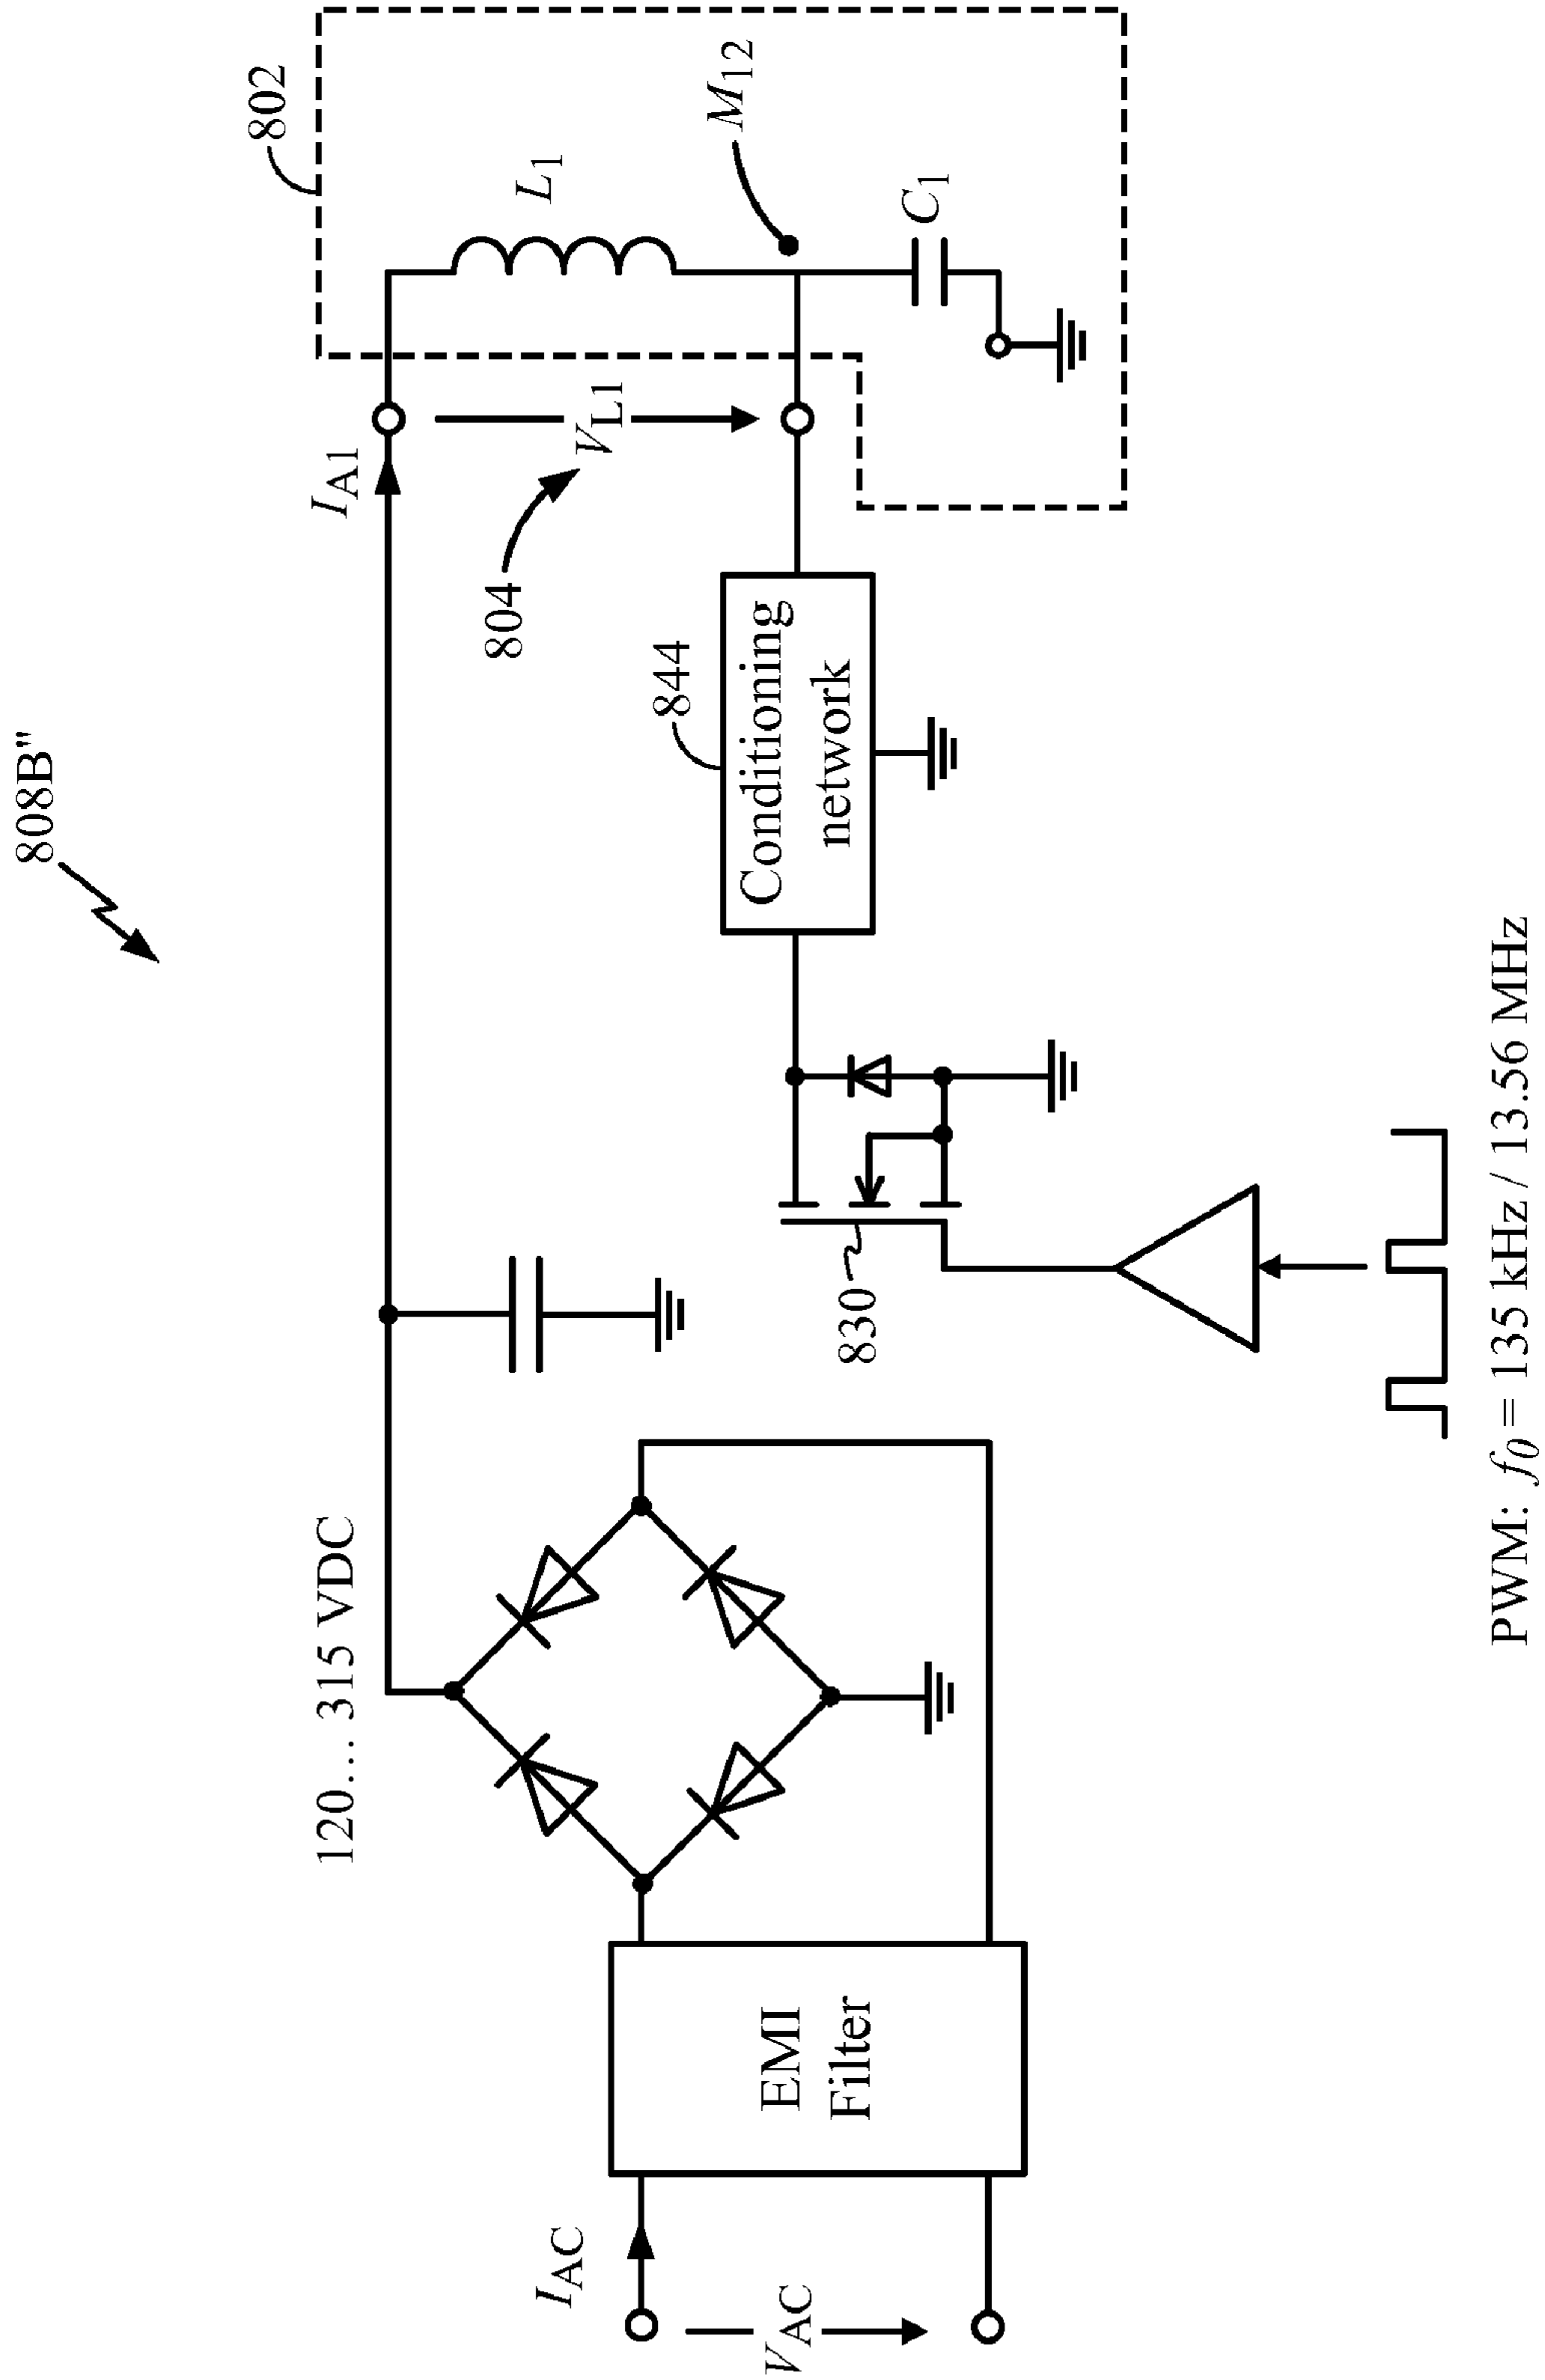 808B"
120... 315 VDC
I_A1
802
L1
M12
804
VL1
C1
844
Conditioning
network
830
IAC
VAC
EMI
Filter
PWM: f0 = 135 kHz / 13.56 MHz